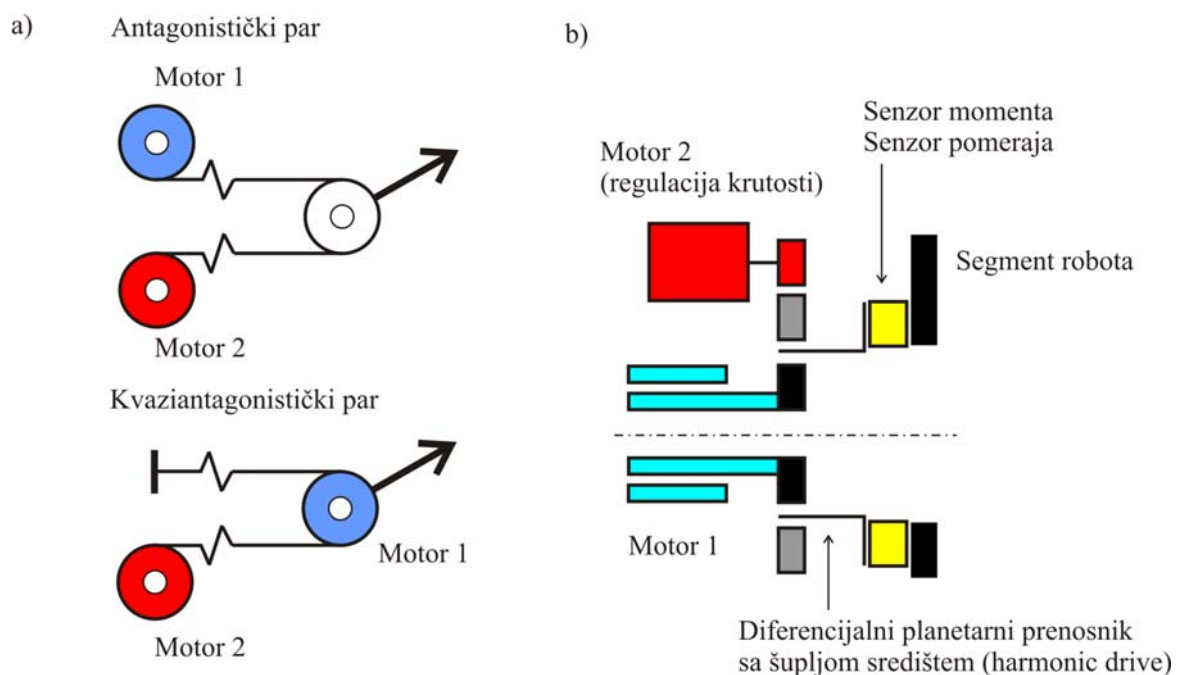 a)
Antagonistički par
Motor 1
Motor 2
Kvaziantagonistički par
Motor 1
Motor 2
b)
Senzor momenta
Senzor pomeraja
Motor 2
(regulacija krutosti)
Segment robota
Motor 1
Diferencijalni planetarni prenosnik
sa šupljom središtem (harmonic drive)